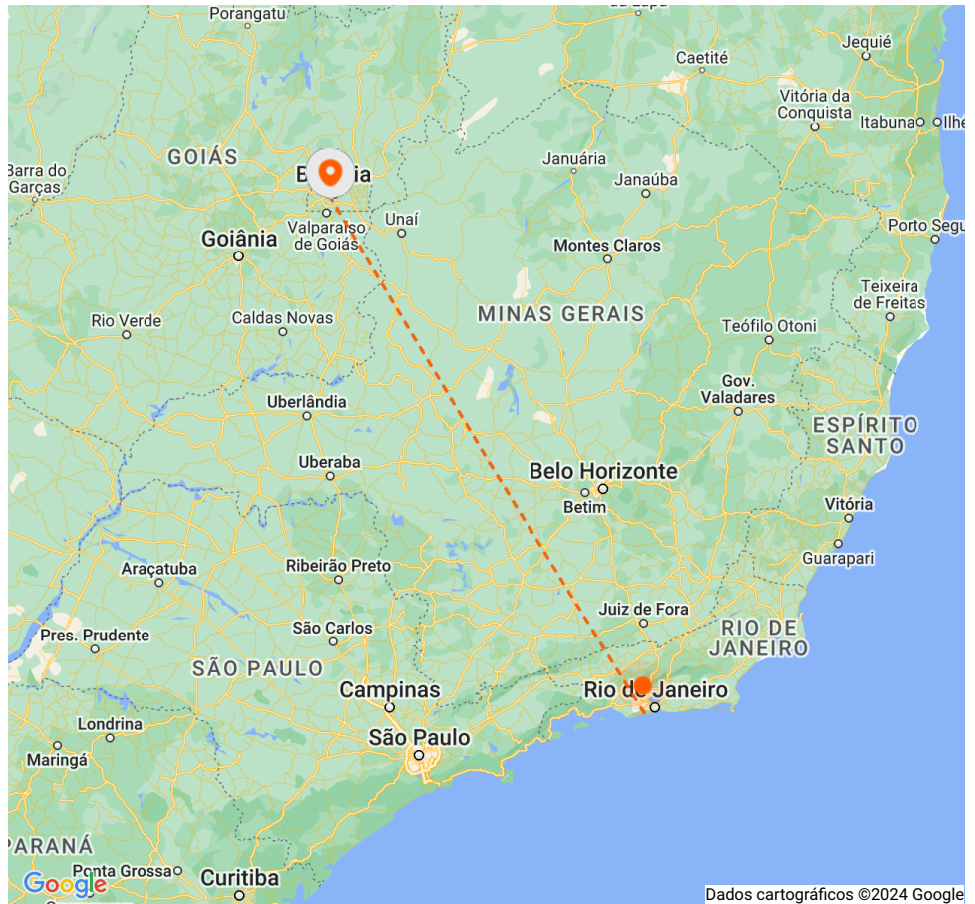 Porangatu
da Lapa
Jequié
Caetité
Vitória da
Conquista
Itabuna
GOIÁS
Januária
Barra do
Garças
Janaúba
Unaí
Valparaíso
de Goiás
Porto Segu
Goiânia
Montes Claros
Teixeira
de Freitas
MINAS GERAIS
Caldas Novas
Rio Verde
Teófilo Otoni
Gov.
Valadares
Uberlândia
ESPÍRITO
SANTO
Uberaba
Belo Horizonte
Betim
Vitória
Guarapari
Ribeirão Preto
Araçatuba
Juiz de Fora
São Carlos
RIO DE
JANEIRO
Pres. Prudente
SÃO PAULO
Campinas
Rio de Janeiro
Londrina
São Paulo
Maringá
PARANÁ
Ponta Grossa
Curitiba
Google
Dados cartográficos ©2024 Google